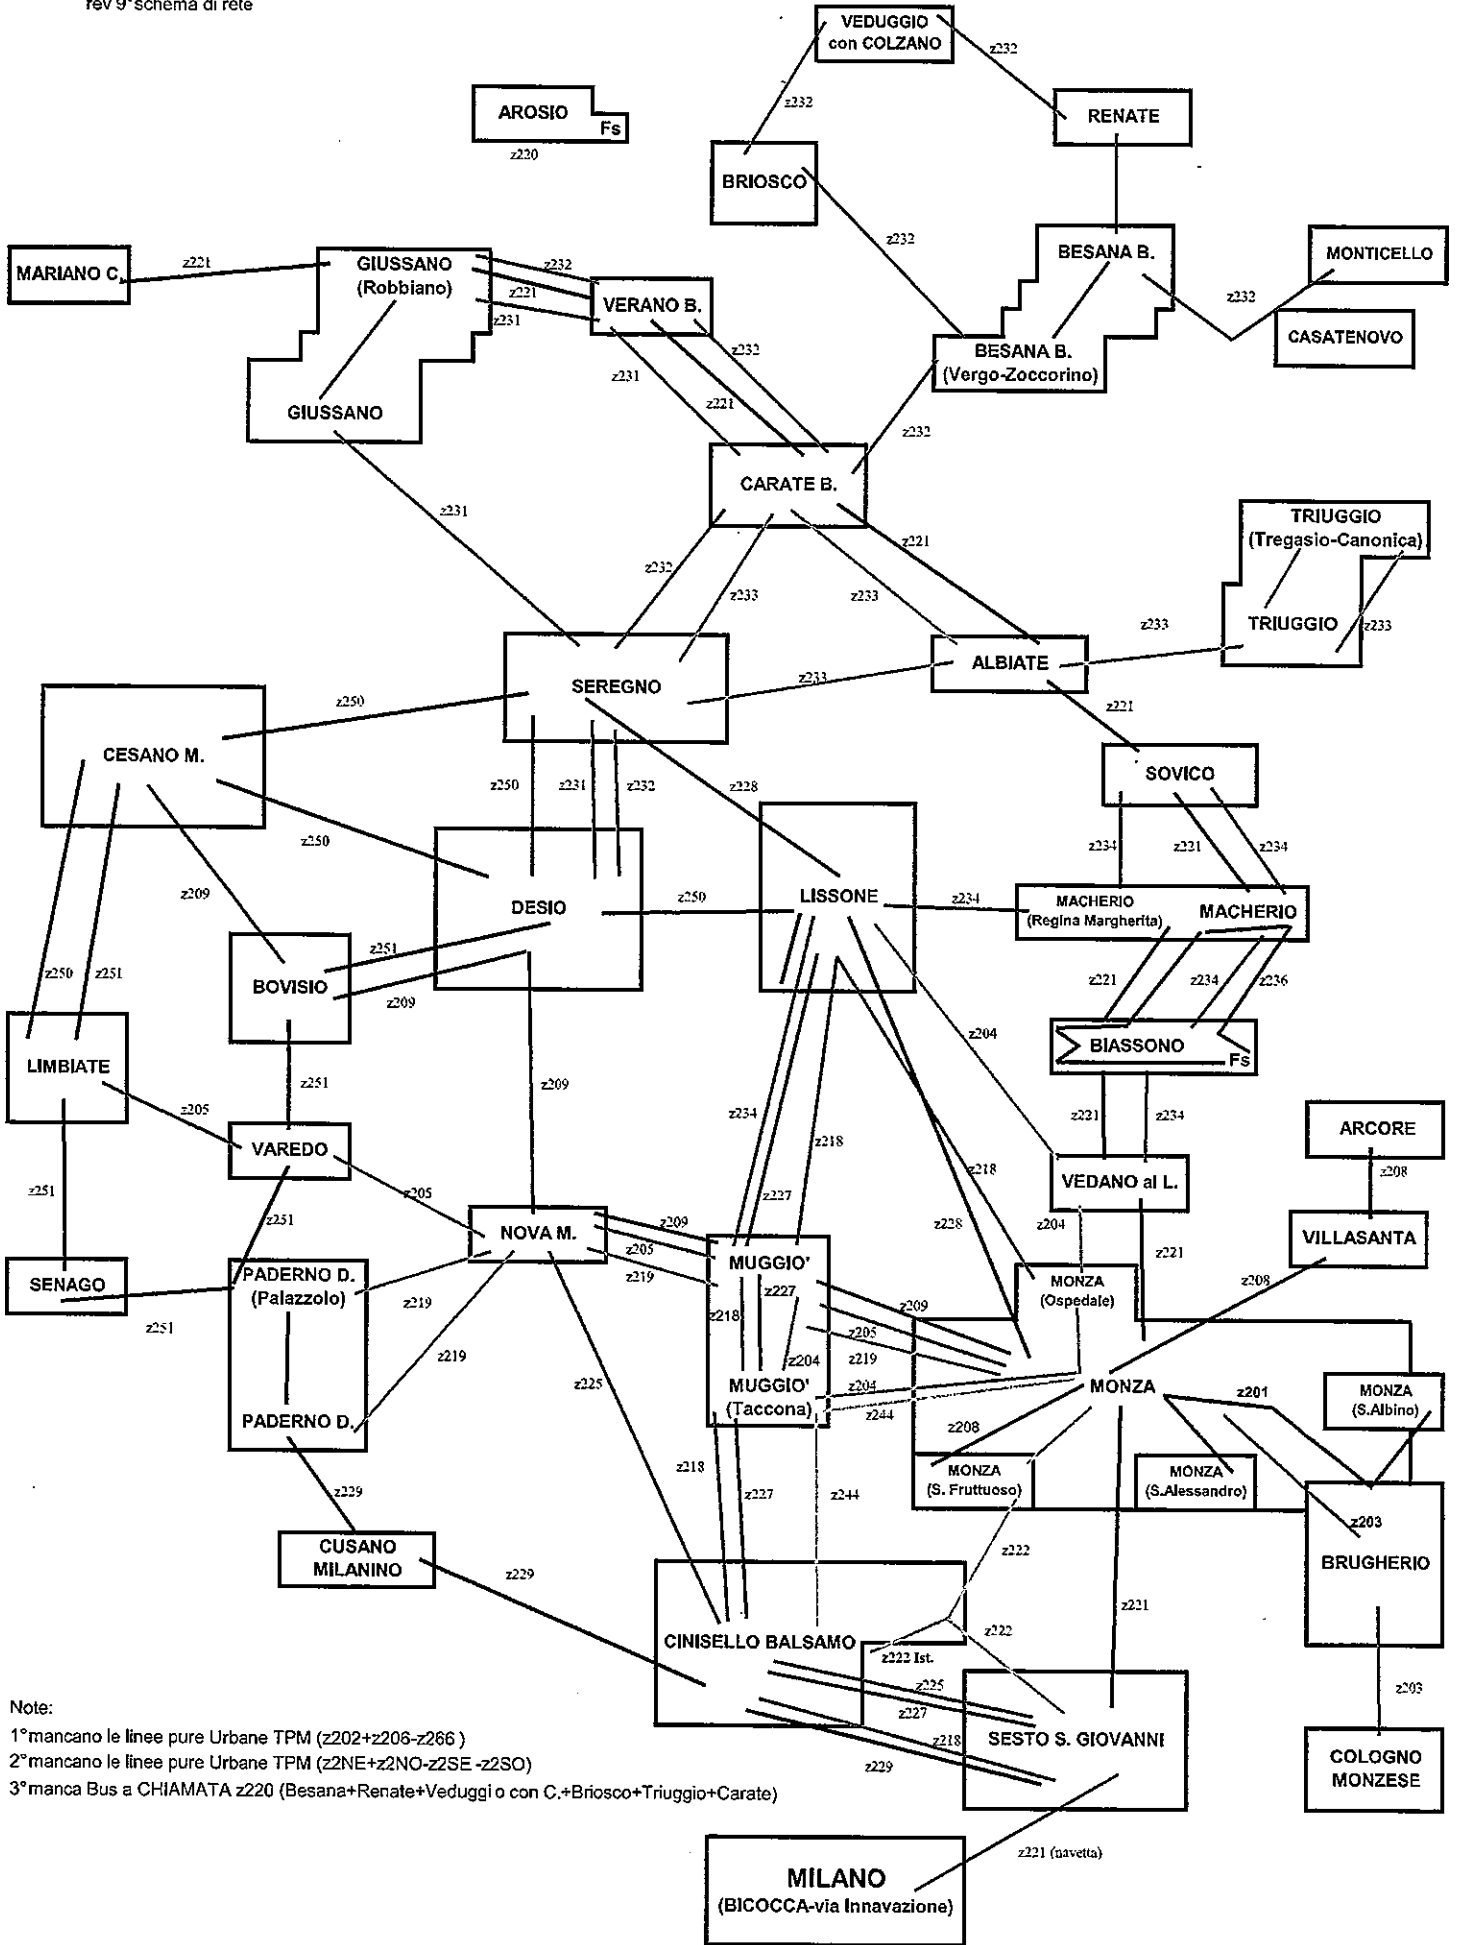 rev 9°schema di rete
VEDUGGIO
con COLZANO
z232
z232
AROSIO
Fs
z220
RENATE
BRIOSCO
z232
MARIANO C.
z221
GIUSSANO
(Robbiano)
z232
z221
z231
VERANO B.
BESANA B.
z232
MONTICELLO
CASATENOVO
BESANA B.
(Vergo-Zoccorino)
z232
z231
z221
GIUSSANO
z232
CARATE B.
z231
z221
TRIUGGIO
(Tregasio-Canonica)
z232
z233
z233
TRIUGGIO
z233
z233
ALBIATE
z233
SEREGNO
z250
z221
CESANO M.
SOVICO
z250
z231
z232
z228
z250
z234
z221
z234
z209
DESIO
z250
LISSONE
z234
MACHERIO
(Regina Margherita)
MACHERIO
z251
z250
z251
BOVISIO
z209
z221
z234
z236
z204
BIASSONO
Fs
LIMBIATE
z251
z209
z205
z234
z218
z221
z234
ARCORE
VAREDO
z208
z218
VEDANO al L.
z251
z205
z227
z251
NOVA M.
z209
z205
z219
z228
z204
z221
VILLASANTA
MUGGIO'
SENAGO
PADERNO D.
(Palazzolo)
z219
z227
z218
z209
MONZA
(Ospedale)
z208
z251
z205
z219
z204
z219
z225
MUGGIO'
(Taccona)
z204
z244
MONZA
z201
MONZA
(S.Albino)
PADERNO D.
z208
z218
z227
z244
MONZA
(S. Fruttuoso)
MONZA
(S.Alessandro)
z229
z203
CUSANO
MILANINO
z222
BRUGHERIO
z229
z221
CINISELLO BALSAMO
z222 Ist.
z222
z225
z227
z218
z229
SESTO S. GIOVANNI
z203
COLOGNO
MONZESE
Note:
1°mancano le linee pure Urbane TPM (z202+z206-z266 )
2°mancano le linee pure Urbane TPM (z2NE+z2NO-z2SE-z2SO)
3°manca Bus a CHIAMATA z220 (Besana+Renate+Veduggio con C.+Briosco+Triuggio+Carate)
z221 (navetta)
MILANO
(BICOCCA-via Innavazione)